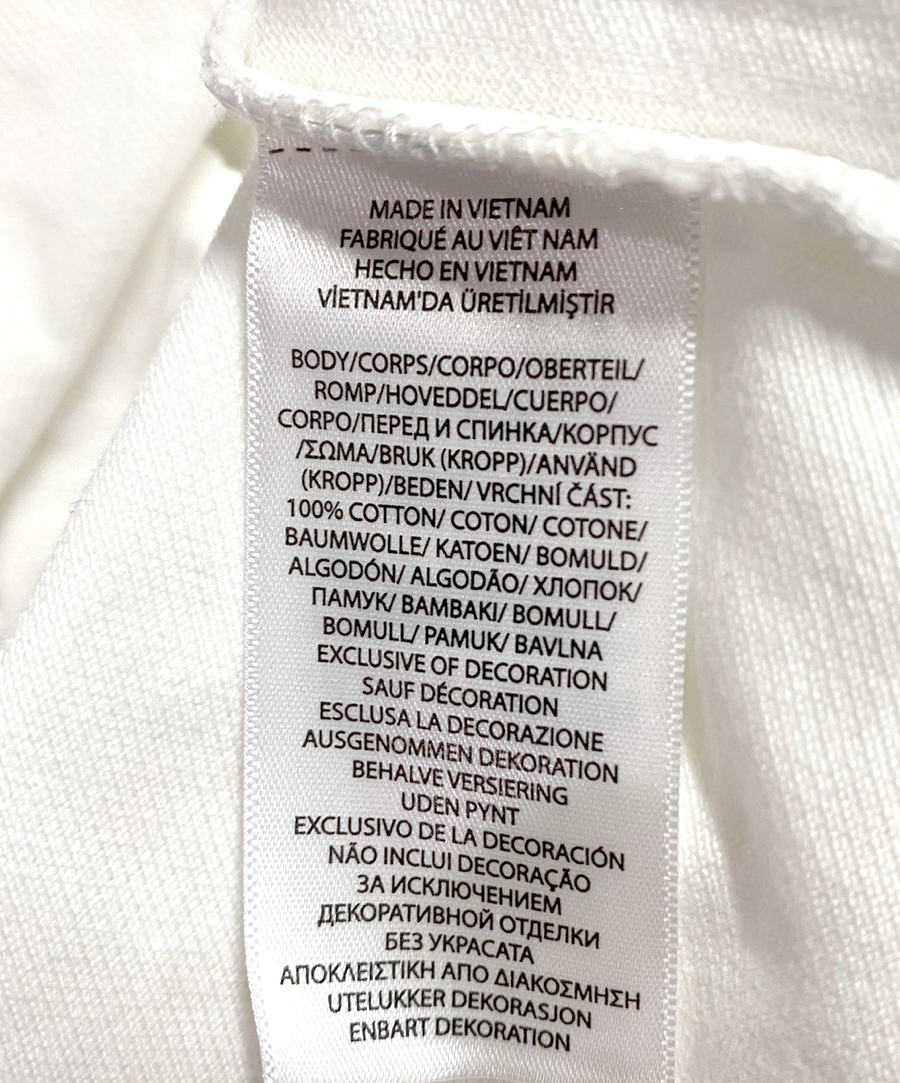 MADE IN VIETNAM
FABRIQUÉ AU VIÊT NAM
HECHO EN VIETNAM
VİETNAM'DA ÜRETİLMİŞTİR
BODY/CORPS/CORPO/OBERTEIL/
ROMP/HOVEDDEL/CUERPO/
CORPO/ПЕРЕД И СПИНКА/КОРПУС
/ΣΩΜΑ/BRUK (KROPP)/ANVÄND
(KROPP)/BEDEN/ VRCHNÍ ČÁST:
100% COTTON/ COTON/ COTONE/
BAUMWOLLE/ KATOEN/ BOMULD/
ALGODÓN/ ALGODÃO/ ХЛОПОК/
ПАМУК/ BAMBAKI/ BOMULL/
BOMULL/ PAMUK/ BAVLNA
EXCLUSIVE OF DECORATION
SAUF DÉCORATION
ESCLUSA LA DECORAZIONE
AUSGENOMMEN DEKORATION
BEHALVE VERSIERING
UDEN PYNT
EXCLUSIVO DE LA DECORACIÓN
NÃO INCLUI DECORAÇÃO
ЗА ИСКЛЮЧЕНИЕМ
ДЕКОРАТИВНОЙ ОТДЕЛКИ
БЕЗ УКРАСАТА
ΑΠΟΚΛΕΙΣΤΙΚΗ ΑΠΟ ΔΙΑΚΟΣΜΗΣΗ
UTELUKKER DEKORASJON
ENBART DEKORATION